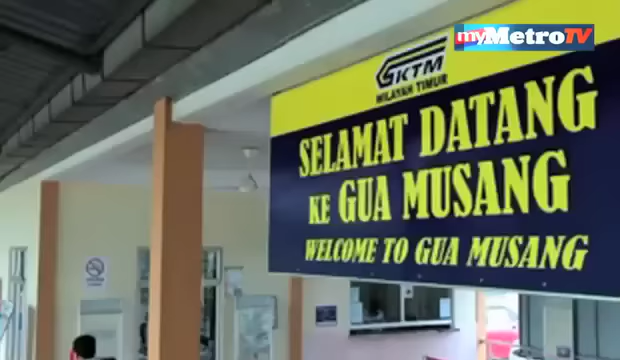 myMetroTV
KTM
WILAYAH TIMUR
SELAMAT DATANG
KE GUA MUSANG
WELCOME TO GUA MUSANG